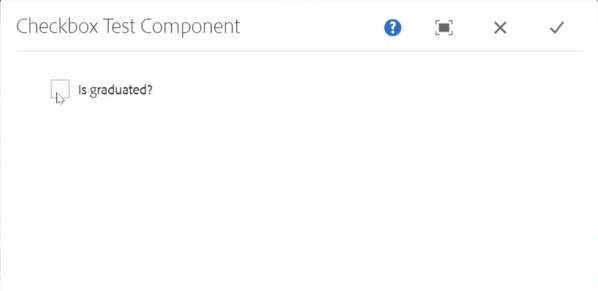 Checkbox Test Component
Is graduated?